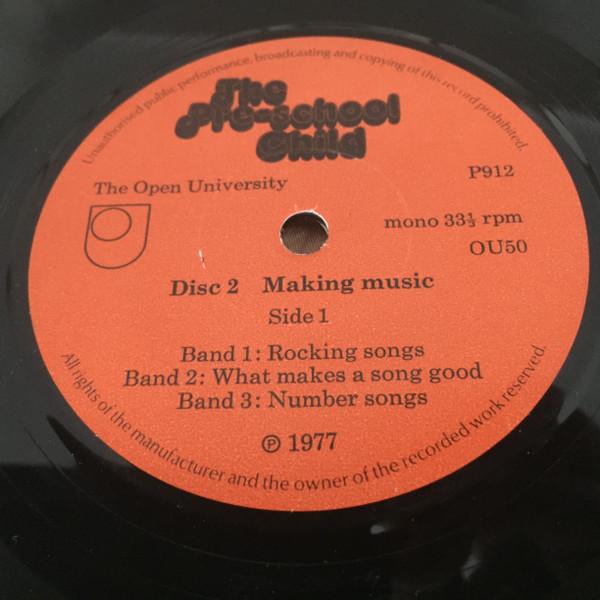 Unauthorised public performance, broadcasting and copying of this record prohibited.
The
Pre-school
Child
The Open University
P912
mono 33⅓ rpm
OU50
Disc 2 Making music
Side 1
Band 1: Rocking songs
Band 2: What makes a song good
Band 3: Number songs
℗ 1977
All rights of the manufacturer and the owner of the recorded work reserved.